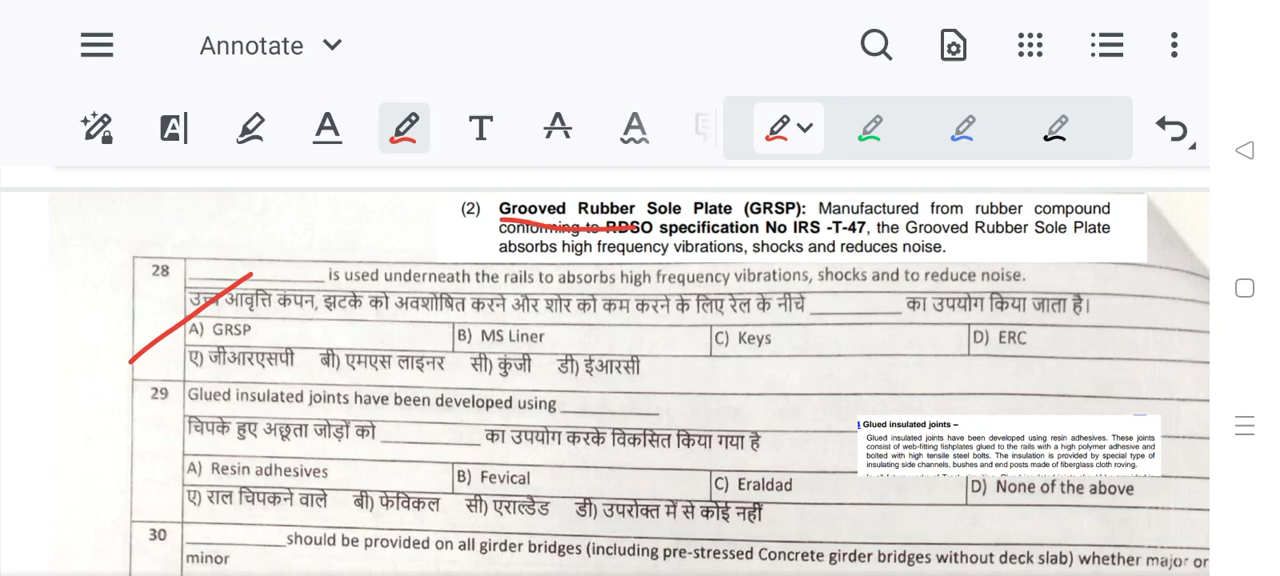 Annotate
(2) Grooved Rubber Sole Plate (GRSP): Manufactured from rubber compound
conforming to RDSO specification No IRS -T-47, the Grooved Rubber Sole Plate
absorbs high frequency vibrations, shocks and reduces noise.
28 ____________ is used underneath the rails to absorbs high frequency vibrations, shocks and to reduce noise.
उच्च आवृत्ति कंपन, झटके को अवशोषित करने और शोर को कम करने के लिए रेल के नीचे ________ का उपयोग किया जाता है।
A) GRSP B) MS Liner C) Keys D) ERC
ए) जीआरएसपी बी) एमएस लाइनर सी) कुंजी डी) ईआरसी
29 Glued insulated joints have been developed using _________
चिपके हुए अछूता जोड़ों को _________ का उपयोग करके विकसित किया गया है
Glued insulated joints –
Glued insulated joints have been developed using resin adhesives. These joints
consist of web-fitting fishplates glued to the rails with a high polymer adhesive and
bolted with high tensile steel bolts. The insulation is provided by special type of
insulating side channels, bushes and end posts made of fiberglass cloth roving.
A) Resin adhesives B) Fevical C) Eraldad D) None of the above
ए) राल चिपकने वाले बी) फेविकल सी) एराल्डेड डी) उपरोक्त में से कोई नहीं
30 _________should be provided on all girder bridges (including pre-stressed Concrete girder bridges without deck slab) whether major or
minor